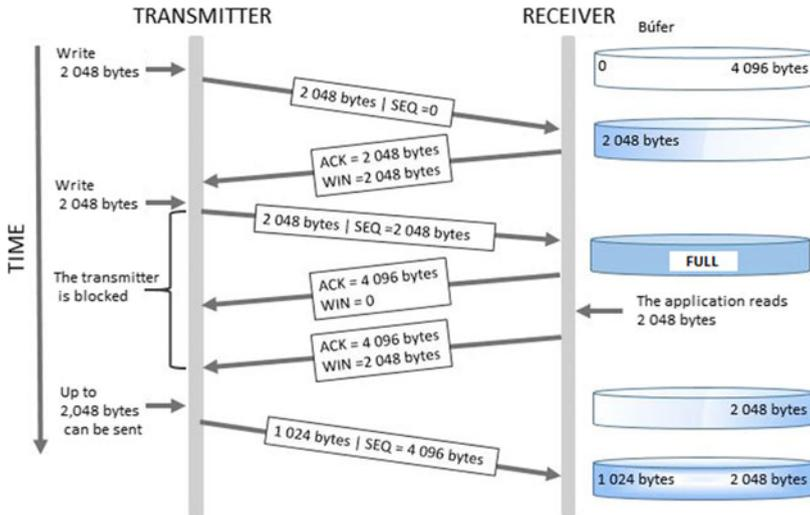 TRANSMITTER
RECEIVER
Búfer
Write
2 048 bytes
0
4 096 bytes
2 048 bytes | SEQ =0
2 048 bytes
ACK = 2 048 bytes
WIN =2 048 bytes
Write
2 048 bytes
2 048 bytes | SEQ =2 048 bytes
TIME
FULL
The transmitter
is blocked
ACK = 4 096 bytes
WIN = 0
The application reads
2 048 bytes
ACK = 4 096 bytes
WIN =2 048 bytes
Up to
2,048 bytes
can be sent
2 048 bytes
1 024 bytes | SEQ = 4 096 bytes
1 024 bytes
2 048 bytes